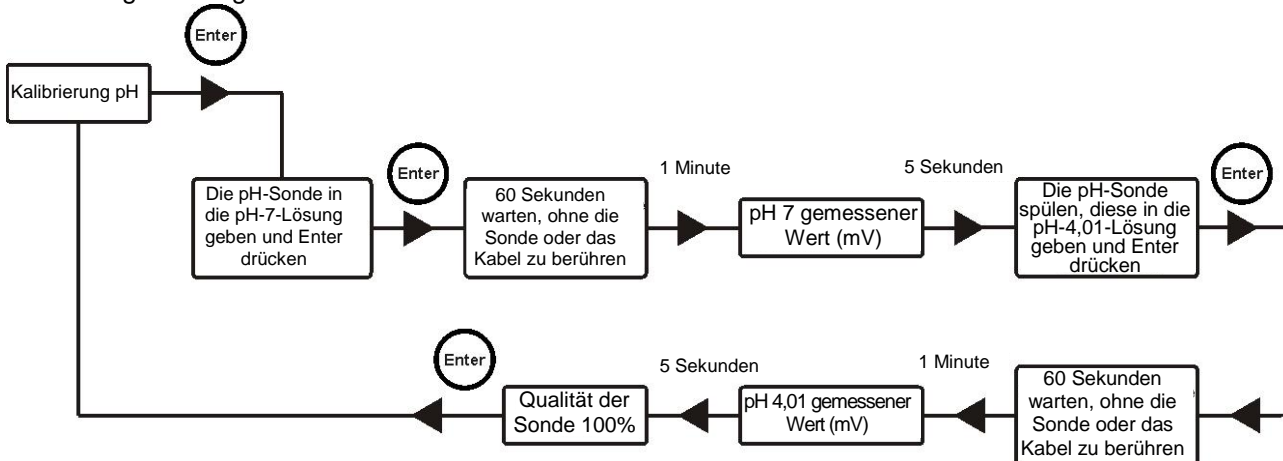 Enter
Kalibrierung pH
Die pH-Sonde in
die pH-7-Lösung
geben und Enter
drücken
Enter
60 Sekunden
warten, ohne die
Sonde oder das
Kabel zu berühren
1 Minute
pH 7 gemessener
Wert (mV)
5 Sekunden
Die pH-Sonde
spülen, diese in die
pH-4,01-Lösung
geben und Enter
drücken
Enter
60 Sekunden
warten, ohne die
Sonde oder das
Kabel zu berühren
1 Minute
pH 4,01 gemessener
Wert (mV)
5 Sekunden
Qualität der
Sonde 100%
Enter